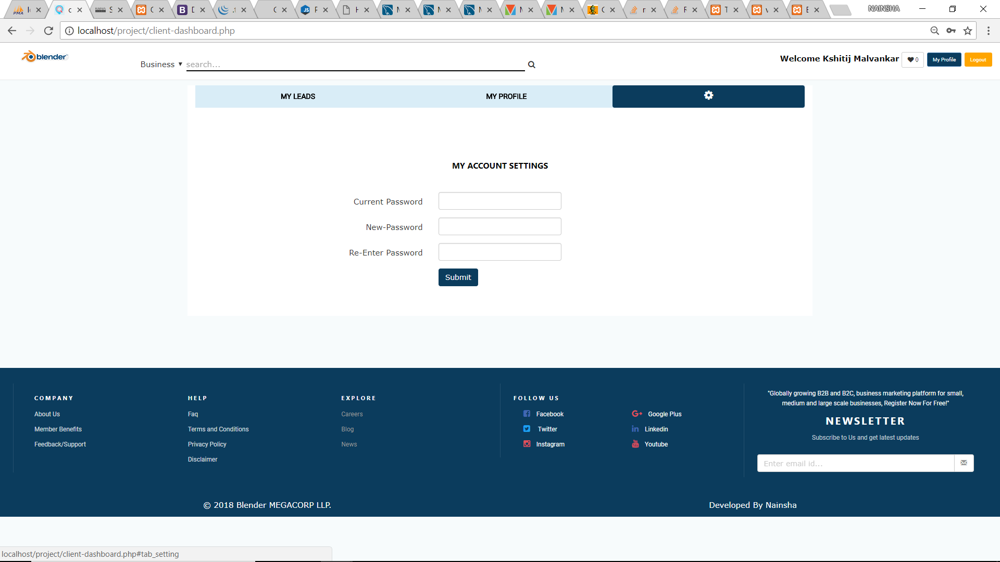 NAINSHA
localhost/project/client-dashboard.php
blender
Business ▼ search...
Welcome Kshitij Malvankar
0
My Profile
Logout
MY LEADS
MY PROFILE
MY ACCOUNT SETTINGS
Current Password
New-Password
Re-Enter Password
Submit
COMPANY
About Us
Member Benefits
Feedback/Support
HELP
Faq
Terms and Conditions
Privacy Policy
Disclaimer
EXPLORE
Careers
Blog
News
FOLLOW US
Facebook
Twitter
Instagram
Google Plus
Linkedin
Youtube
"Globally growing B2B and B2C, business marketing platform for small,
medium and large scale businesses, Register Now For Free!"
NEWSLETTER
Subscribe to Us and get latest updates
Enter email id...
© 2018 Blender MEGACORP LLP.
Developed By Nainsha
localhost/project/client-dashboard.php#tab_setting